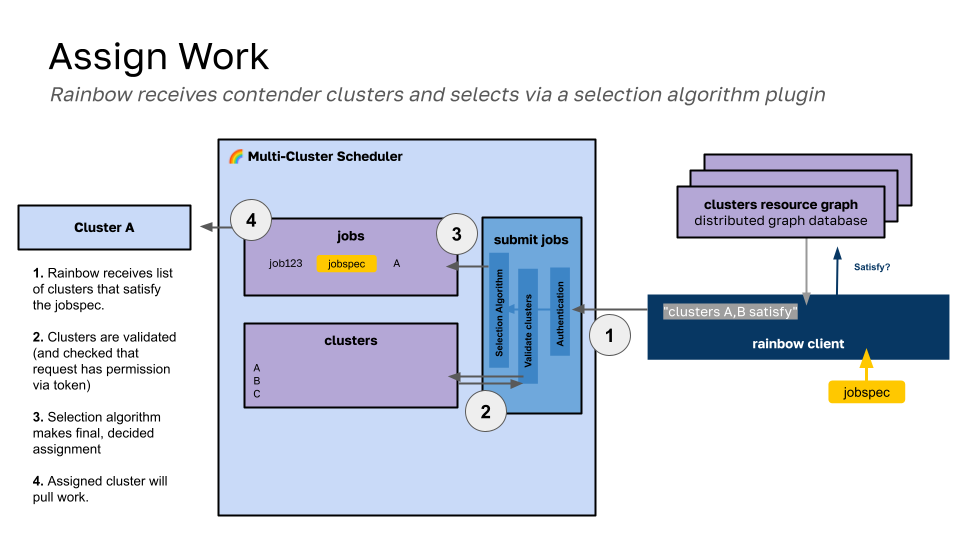 Assign Work
Rainbow receives contender clusters and selects via a selection algorithm plugin
🌈 Multi-Cluster Scheduler
Cluster A
4
jobs
job123 jobspec A
3
submit jobs
Selection Algorithm
Validate clusters
Authentication
clusters
A
B
C
2
1
clusters resource graph
distributed graph database
Satisfy?
"clusters A,B satisfy"
rainbow client
jobspec
1. Rainbow receives list
of clusters that satisfy
the jobspec.
2. Clusters are validated
(and checked that
request has permission
via token)
3. Selection algorithm
makes final, decided
assignment
4. Assigned cluster will
pull work.